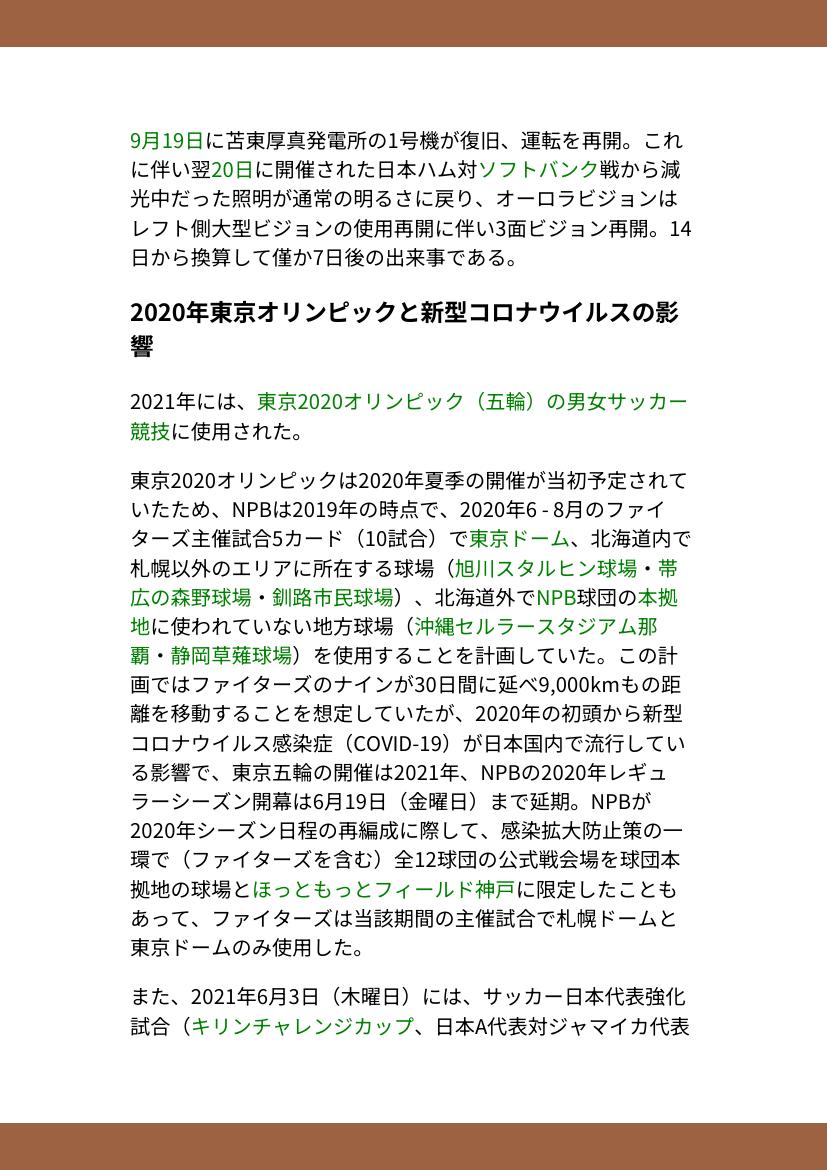 9月19日に苫東厚真発電所の1号機が復旧、運転を再開。これ
に伴い翌20日に開催された日本ハム対ソフトバンク戦から減
光中だった照明が通常の明るさに戻り、オーロラビジョンは
レフト側大型ビジョンの使用再開に伴い3面ビジョン再開。14
日から換算して僅か7日後の出来事である。
2020年東京オリンピックと新型コロナウイルスの影
響
2021年には、東京2020オリンピック（五輪）の男女サッカー
競技に使用された。
東京2020オリンピックは2020年夏季の開催が当初予定されて
いたため、NPBは2019年の時点で、2020年6 - 8月のファイ
ターズ主催試合5カード（10試合）で東京ドーム、北海道内で
札幌以外のエリアに所在する球場（旭川スタルヒン球場・帯
広の森野球場・釧路市民球場）、北海道外でNPB球団の本拠
地に使われていない地方球場（沖縄セルラースタジアム那
覇・静岡草薙球場）を使用することを計画していた。この計
画ではファイターズのナインが30日間に延べ9,000kmもの距
離を移動することを想定していたが、2020年の初頭から新型
コロナウイルス感染症（COVID-19）が日本国内で流行してい
る影響で、東京五輪の開催は2021年、NPBの2020年レギュ
ラーシーズン開幕は6月19日（金曜日）まで延期。NPBが
2020年シーズン日程の再編成に際して、感染拡大防止策の一
環で（ファイターズを含む）全12球団の公式戦会場を球団本
拠地の球場とほっともっとフィールド神戸に限定したことも
あって、ファイターズは当該期間の主催試合で札幌ドームと
東京ドームのみ使用した。
また、2021年6月3日（木曜日）には、サッカー日本代表強化
試合（キリンチャレンジカップ、日本A代表対ジャマイカ代表